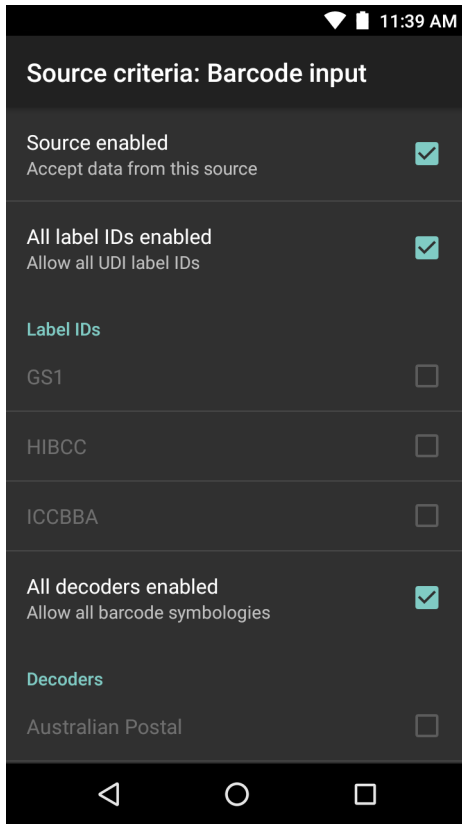 11:39 AM
Source criteria: Barcode input
Source enabled
Accept data from this source
All label IDs enabled
Allow all UDI label IDs
Label IDs
GS1
HIBCC
ICCBBA
All decoders enabled
Allow all barcode symbologies
Decoders
Australian Postal